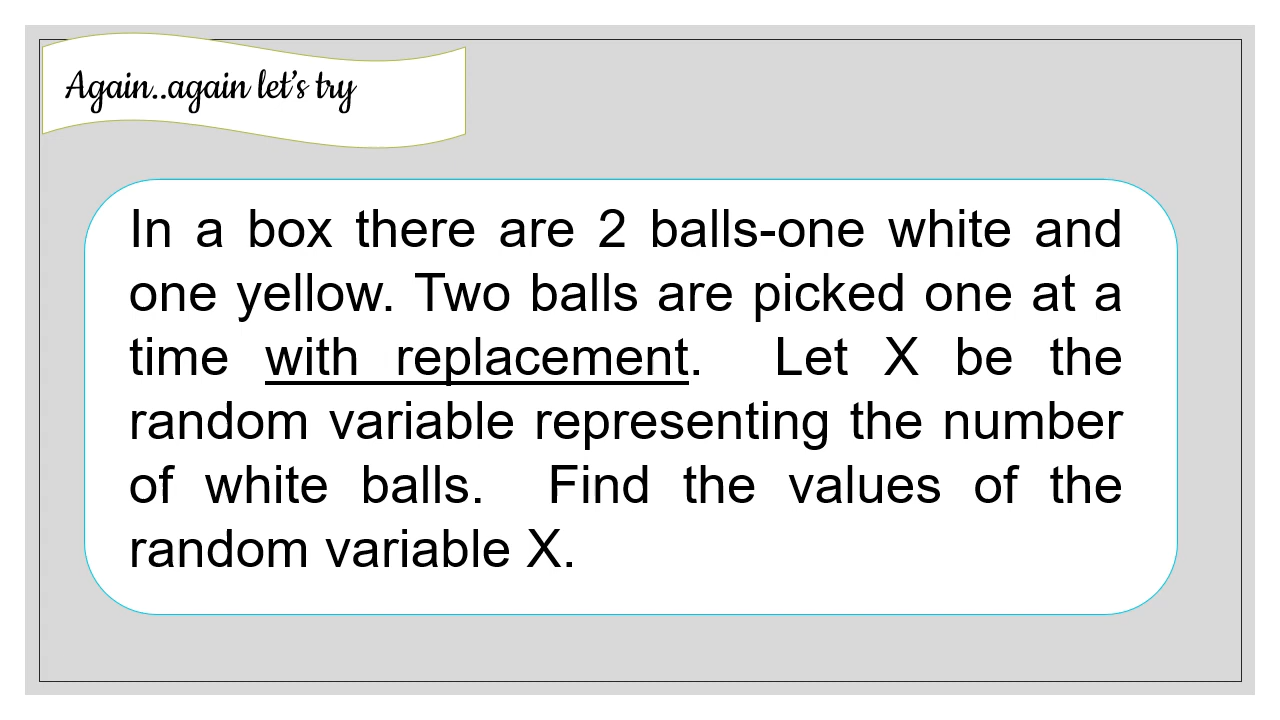 Again..again let's try
In a box there are 2 balls-one white and
one yellow. Two balls are picked one at a
time with replacement. Let X be the
random variable representing the number
of white balls. Find the values of the
random variable X.